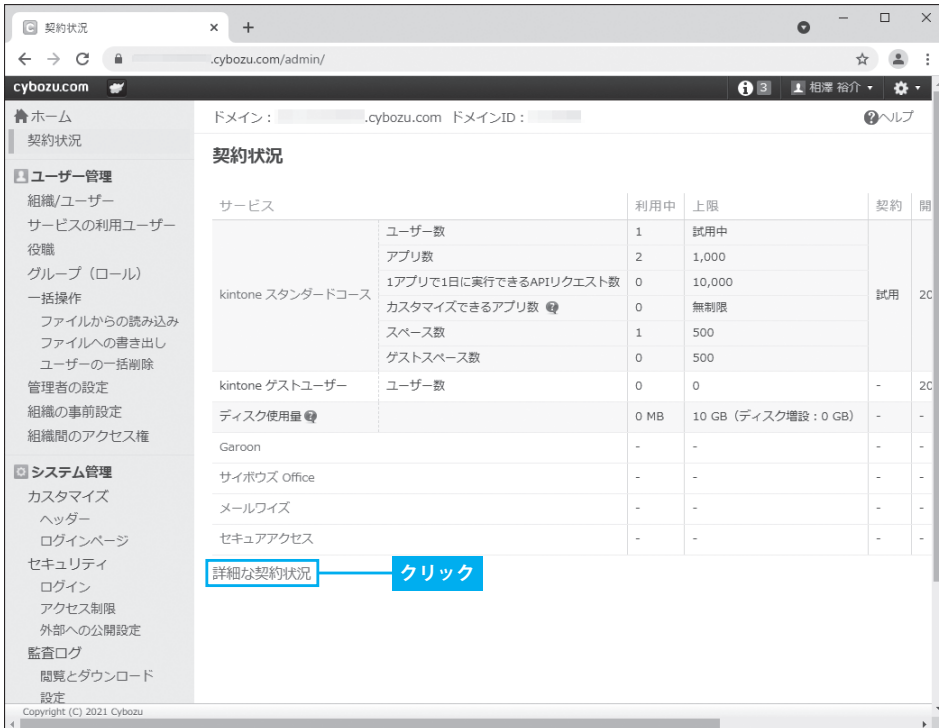 契約状況
.cybozu.com/admin/
cybozu.com
3 相澤 裕介
ホーム
契約状況
ユーザー管理
組織/ユーザー
サービスの利用ユーザー
役職
グループ（ロール）
一括操作
ファイルからの読み込み
ファイルへの書き出し
ユーザーの一括削除
管理者の設定
組織の事前設定
組織間のアクセス権
システム管理
カスタマイズ
ヘッダー
ログインページ
セキュリティ
ログイン
アクセス制限
外部への公開設定
監査ログ
閲覧とダウンロード
設定
ドメイン： .cybozu.com ドメインID：
ヘルプ
契約状況
サービス 利用中 上限 契約 開
kintone スタンダードコース 試用 20
ユーザー数 1 試用中
アプリ数 2 1,000
1アプリで1日に実行できるAPIリクエスト数 0 10,000
カスタマイズできるアプリ数 ? 0 無制限
スペース数 1 500
ゲストスペース数 0 500
kintone ゲストユーザー ユーザー数 0 0 - 20
ディスク使用量 ? 0 MB 10 GB（ディスク増設：0 GB） - -
Garoon - - - -
サイボウズ Office - - - -
メールワイズ - - - -
セキュアアクセス - - - -
詳細な契約状況 クリック
Copyright (C) 2021 Cybozu